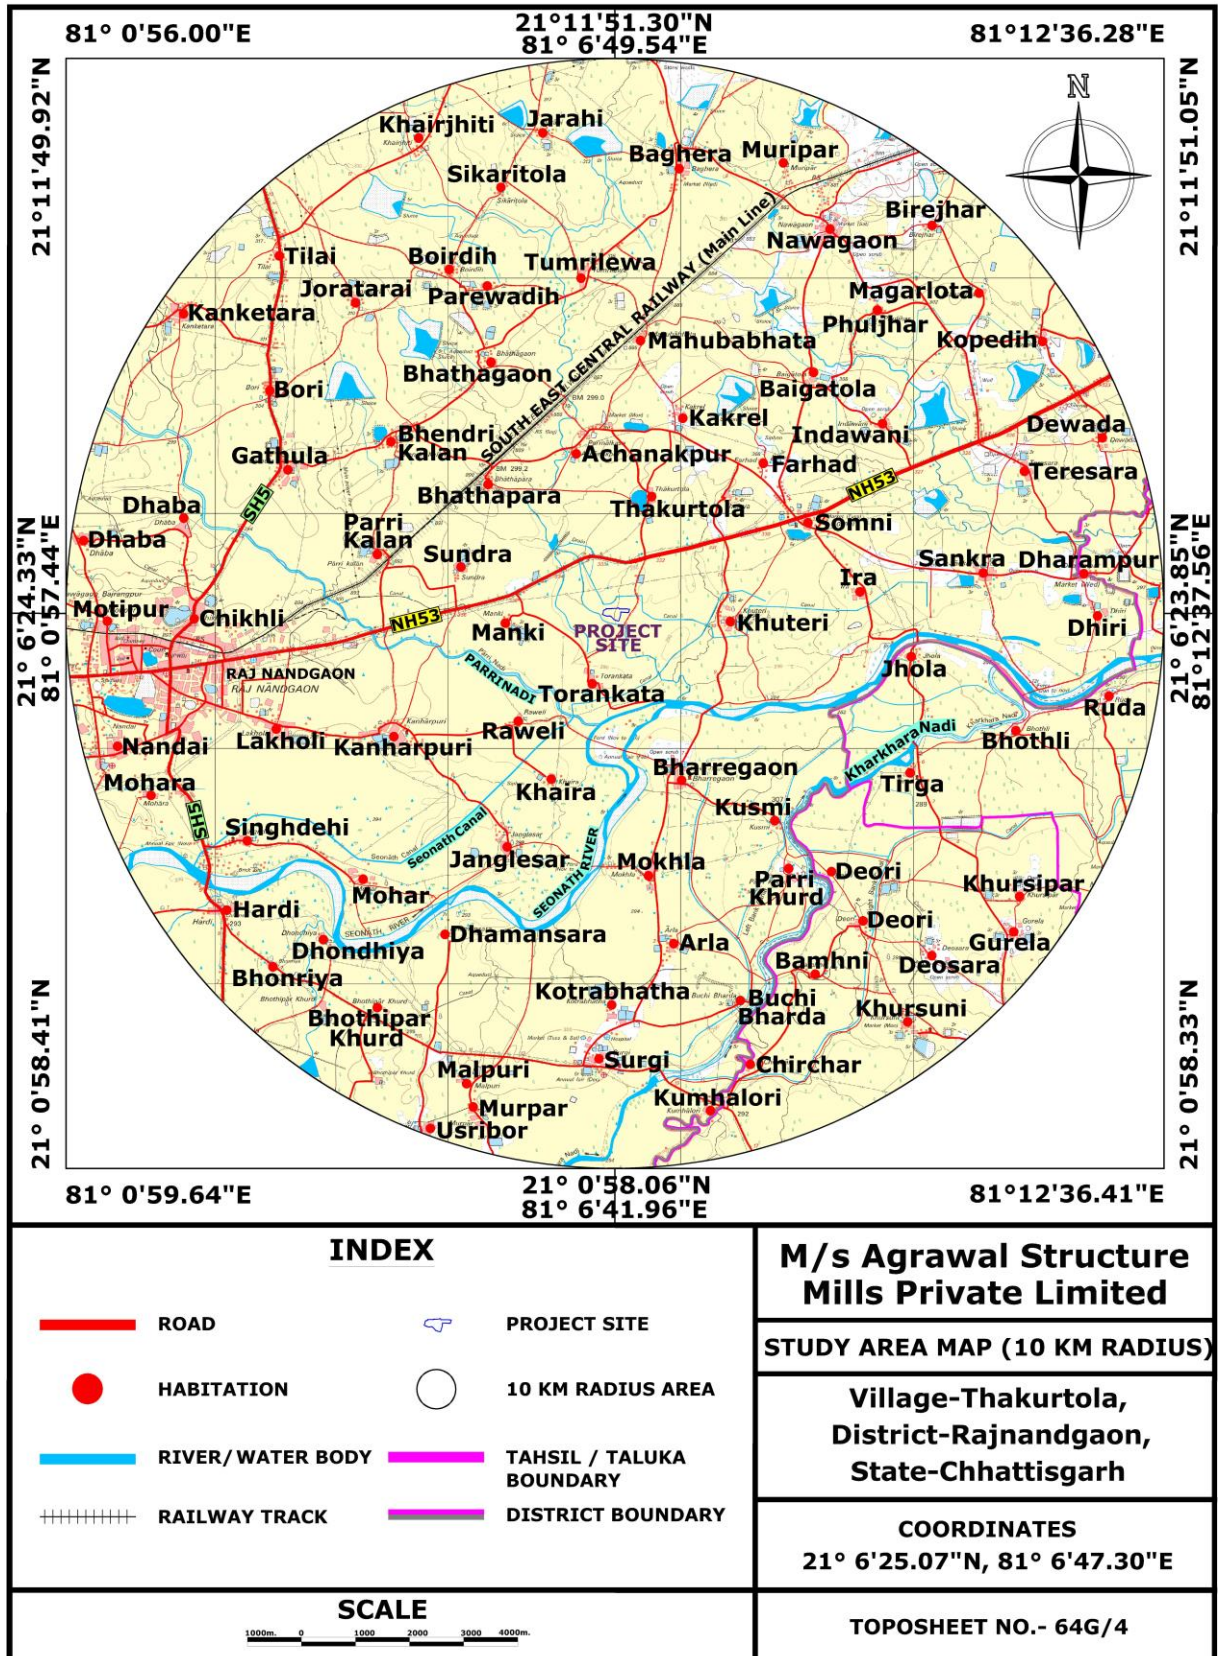 81° 0'56.00"E
21°11'51.30"N
81° 6'49.54"E
81°12'36.28"E
21°11'49.92"N
21°11'51.05"N
N
Khairjhiti
Jarahi
Baghera
Muripar
Sikaritola
Birejhar
Nawagaon
Tilai
Boirdih
Tumrilewa
Joratarai
Parewadih
Magarlota
Kanketara
Phuljhar
SOUTH EAST CENTRAL RAILWAY (Main Line)
Mahubabhata
Kopedih
Bhathagaon
Baigatola
Bori
Kakrel
Dewada
Bhendri
Kalan
Indawani
Achanakpur
Gathula
Farhad
Teresara
Bhathapara
NH53
Thakurtola
SH5
Dhaba
Parri
Kalan
Somni
Dhaba
Sundra
Sankra
Dharampur
21° 6'24.33"N
81° 0'57.44"E
21° 6'23.85"N
81°12'37.56"E
Ira
Motipur
Chikhli
NH53
Manki
PROJECT
SITE
Khuteri
Dhiri
RAJ NANDGAON
RAJ NANDGAON
PARRI NADI
Jhola
Torankata
Ruda
Raweli
Kharkhara Nadi
Bhothli
Nandai
Lakholi
Kanharpuri
Bharregaon
Mohara
Khaira
Tirga
Kusmi
SH5
Singhdehi
Seonath Canal
Janglesar
SEONATH RIVER
Mokhla
Parri
Khurd
Deori
Khursipar
Mohar
Hardi
Deori
SEONATH RIVER
Dhondhiya
Dhamansara
Arla
Gurela
Bhonriya
Bamhni
Deosara
Kotrabhatha
Buchi
Bharda
Khursuni
Bhothipar
Khurd
Surgi
Chirchar
Malpuri
Murpar
Kumhalori
Usribor
21° 0'58.41"N
21° 0'58.33"N
81° 0'59.64"E
21° 0'58.06"N
81° 6'41.96"E
81°12'36.41"E
INDEX
ROAD
PROJECT SITE
HABITATION
10 KM RADIUS AREA
RIVER/WATER BODY
TAHSIL / TALUKA
BOUNDARY
RAILWAY TRACK
DISTRICT BOUNDARY
SCALE
1000m. 0 1000 2000 3000 4000m.
M/s Agrawal Structure
Mills Private Limited
STUDY AREA MAP (10 KM RADIUS)
Village-Thakurtola,
District-Rajnandgaon,
State-Chhattisgarh
COORDINATES
21° 6'25.07"N, 81° 6'47.30"E
TOPOSHEET NO.- 64G/4